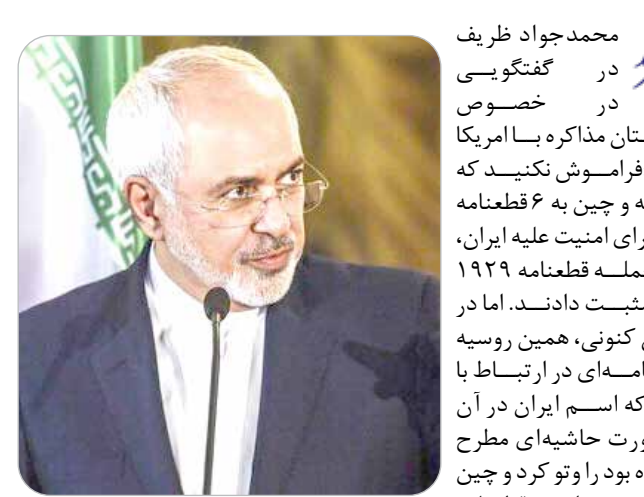 محمدجواد ظریف
در گفتگویی
در خصوص
مذاکره با امریکا
فراموش نکنید که
و چین به ۶ قطعنامه
امنیت علیه ایران،
قطعنامه ۱۹۲۹
مثبت دادند. اما در
کنونی، همین روسیه
در ارتباط با
که اسم ایران در آن
حاشیه‌ای مطرح
بود را وتو کرد و چین